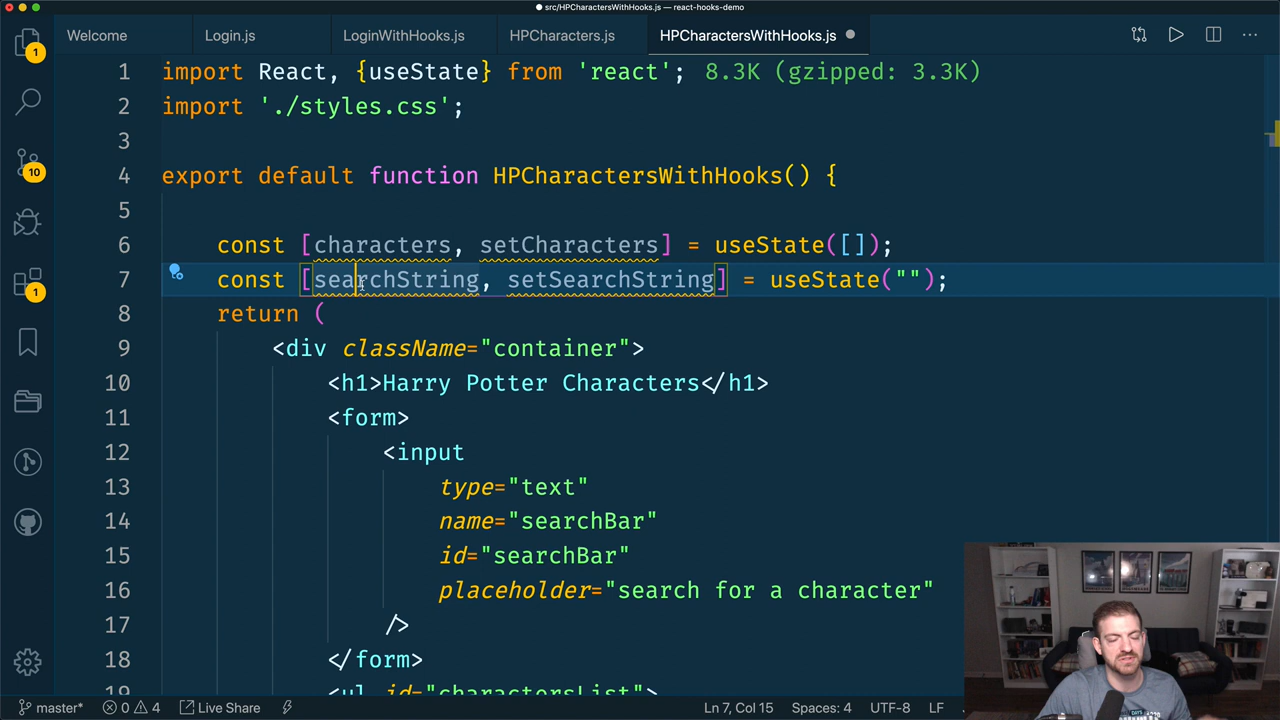 src/HPCharactersWithHooks.js — react-hooks-demo
Welcome
Login.js
LoginWithHooks.js
HPCharacters.js
HPCharactersWithHooks.js
1 import React, {useState} from 'react'; 8.3K (gzipped: 3.3K)
2 import './styles.css';
3
4 export default function HPCharactersWithHooks() {
5
6 const [characters, setCharacters] = useState([]);
7 const [searchString, setSearchString] = useState("");
8 return (
9 <div className="container">
10 <h1>Harry Potter Characters</h1>
11 <form>
12 <input
13 type="text"
14 name="searchBar"
15 id="searchBar"
16 placeholder="search for a character"
17 />
18 </form>
19 <ul id="charactersList">
1
10
1
master*
0
4
Live Share
Ln 7, Col 15
Spaces: 4
UTF-8
LF